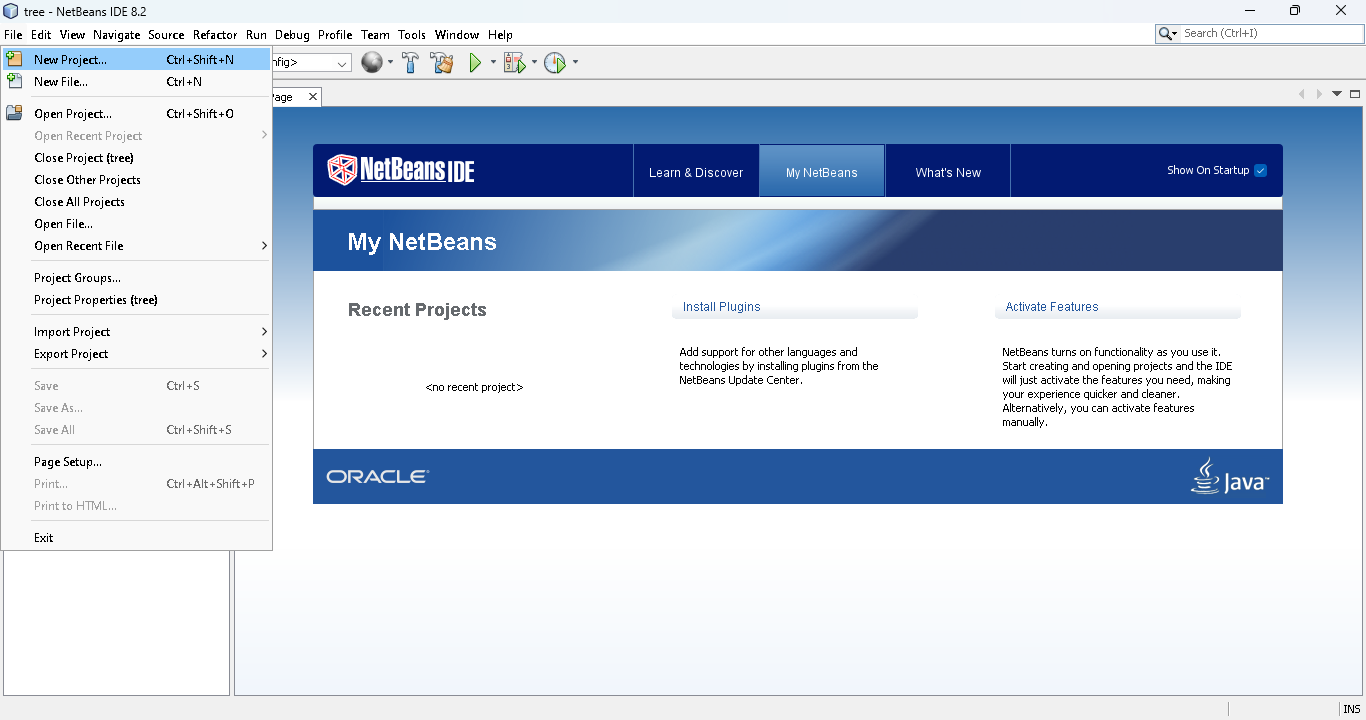 tree - NetBeans IDE 8.2
File Edit View Navigate Source Refactor Run Debug Profile Team Tools Window Help
Search (Ctrl+I)
New Project... Ctrl+Shift+N
New File... Ctrl+N
Open Project... Ctrl+Shift+O
Open Recent Project
Close Project (tree)
Close Other Projects
Close All Projects
Open File...
Open Recent File
Project Groups...
Project Properties (tree)
Import Project
Export Project
Save Ctrl+S
Save As...
Save All Ctrl+Shift+S
Page Setup...
Print... Ctrl+Alt+Shift+P
Print to HTML...
Exit
nfig>
Page
NetBeans IDE
Learn & Discover
My NetBeans
What's New
Show On Startup
My NetBeans
Recent Projects
<no recent project>
Install Plugins
Add support for other languages and
technologies by installing plugins from the
NetBeans Update Center.
Activate Features
NetBeans turns on functionality as you use it.
Start creating and opening projects and the IDE
will just activate the features you need, making
your experience quicker and cleaner.
Alternatively, you can activate features
manually.
ORACLE
Java
INS